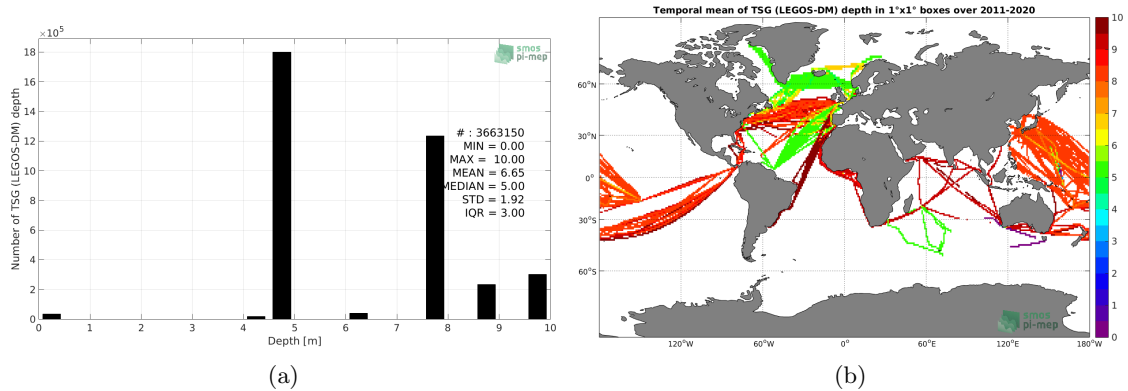 ×10⁵
18
16
14
12
10
8
6
4
2
0
Number of TSG (LEGOS-DM) depth
smos
pi-mep
# : 3663150
MIN = 0.00
MAX = 10.00
MEAN = 6.65
MEDIAN = 5.00
STD = 1.92
IQR = 3.00
0 1 2 3 4 5 6 7 8 9 10
Depth [m]
(a)
Temporal mean of TSG (LEGOS-DM) depth in 1°x1° boxes over 2011-2020
60°N
30°N
0°
30°S
60°S
120°W 60°W 0° 60°E 120°E 180°W
smos
pi-mep
10
9
8
7
6
5
4
3
2
1
0
(b)